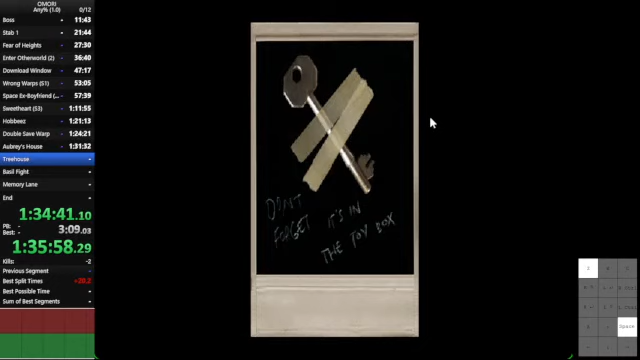 OMORI
Any% (1.0) 0/12
Boss - 11:43
Stab 1 - 21:44
Fear of Heights - 27:30
Enter Otherworld (2) - 36:40
Download Window - 47:17
Wrong Warps (S1) - 53:05
Space Ex-Boyfriend (... - 57:39
Sweetheart (S3) - 1:11:55
Hobbeez - 1:21:13
Double Save Warp - 1:24:21
Aubrey's House - 1:31:32
Treehouse -
Basil Fight -
Memory Lane -
End -
1:34:41.10
PB: -
Best: - 3:09.03
1:35:58.29
Kills: -2
Previous Segment -
Best Split Times +20.2
Best Possible Time -
Sum of Best Segments -
DON'T
FORGET
IT'S IN
THE TOY BOX
Space